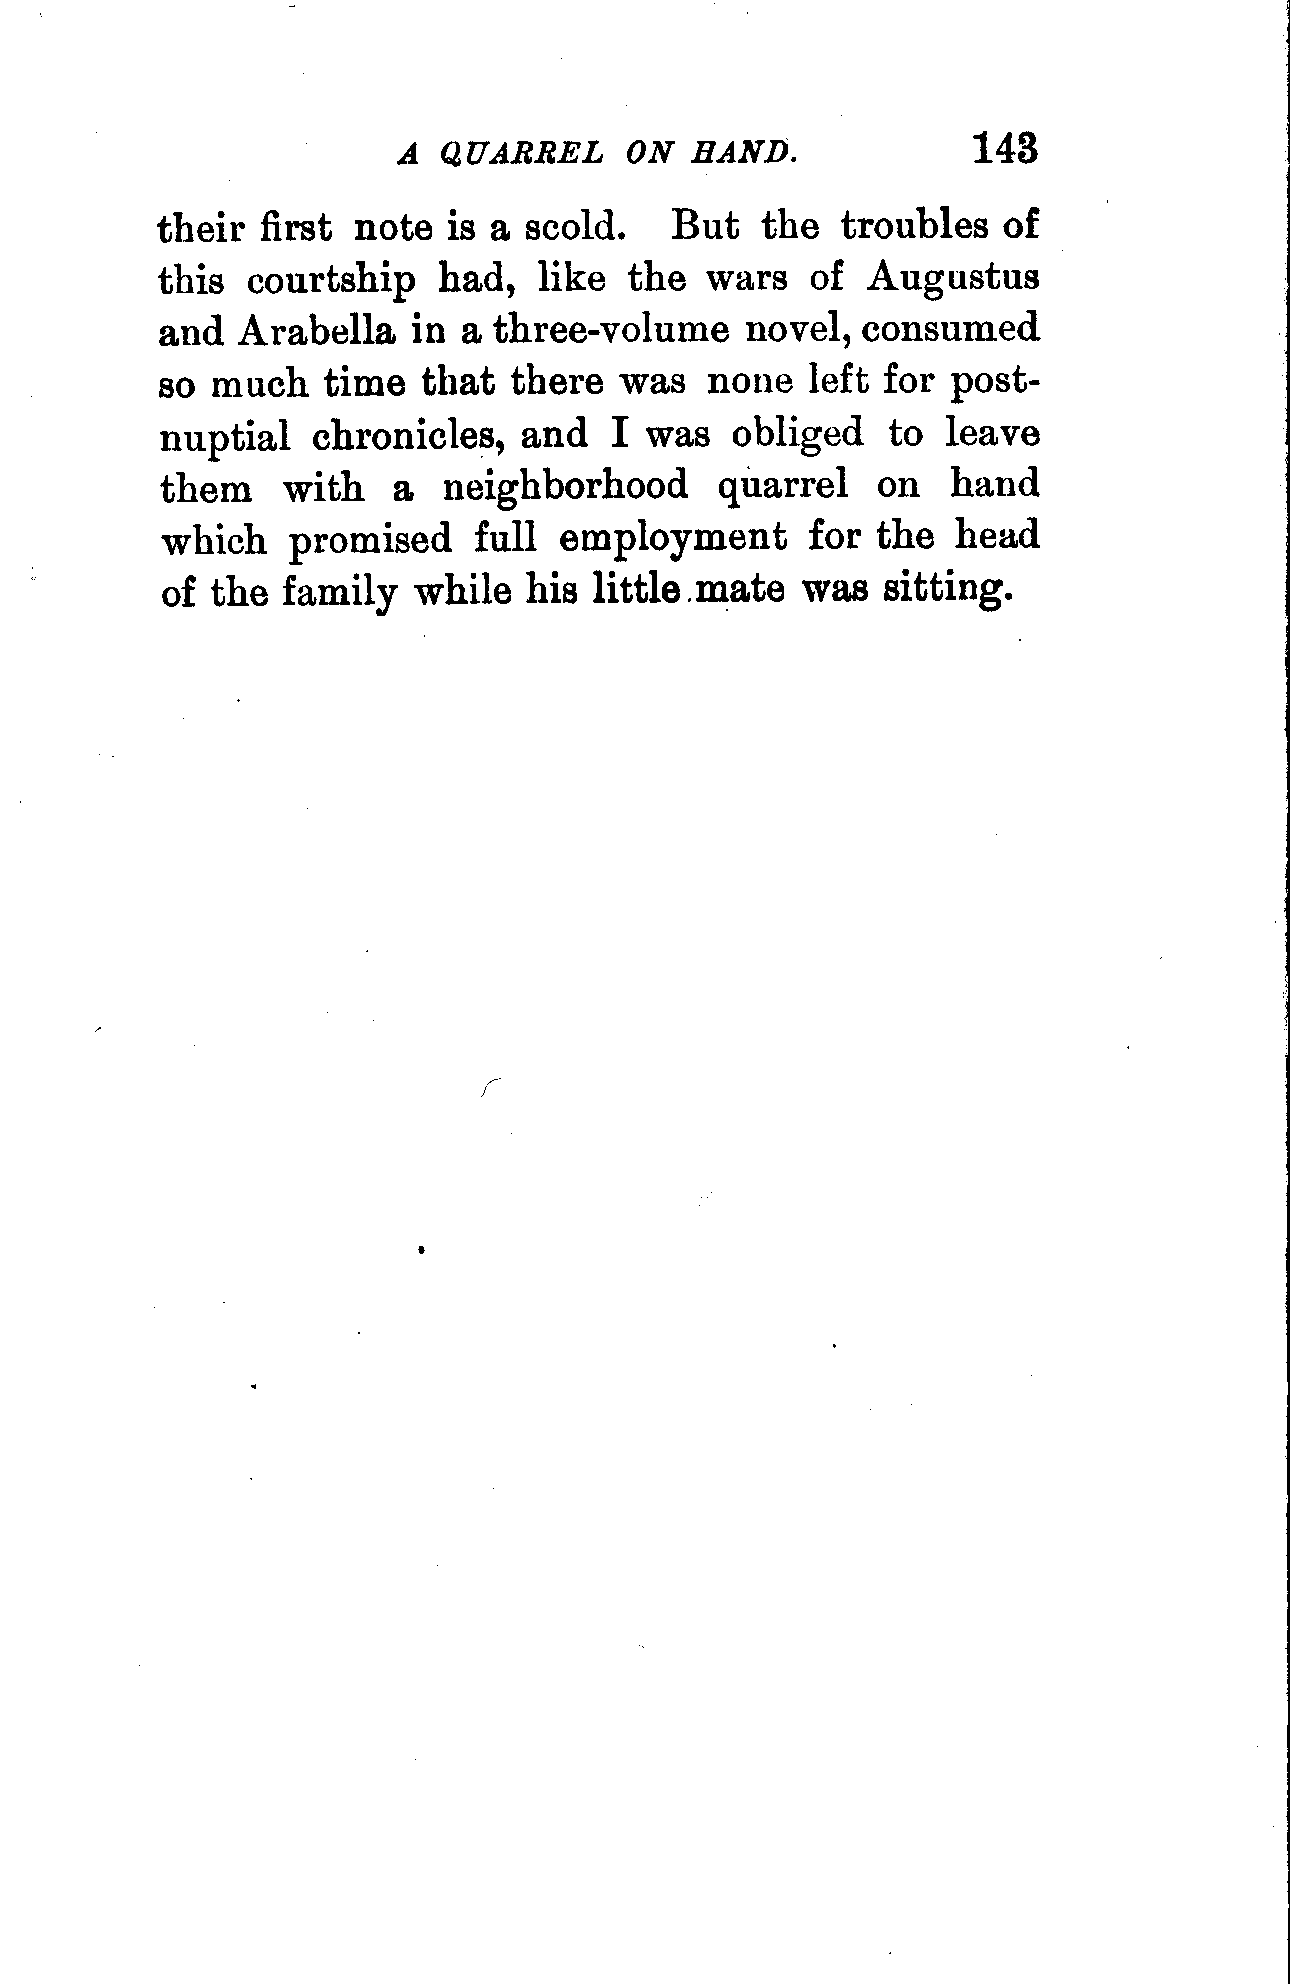 A QUARREL ON HAND. 143
their first note is a scold. But the troubles of
this courtship had, like the wars of Augustus
and Arabella in a three-volume novel, consumed
so much time that there was none left for post-
nuptial chronicles, and I was obliged to leave
them with a neighborhood quarrel on hand
which promised full employment for the head
of the family while his little mate was sitting.